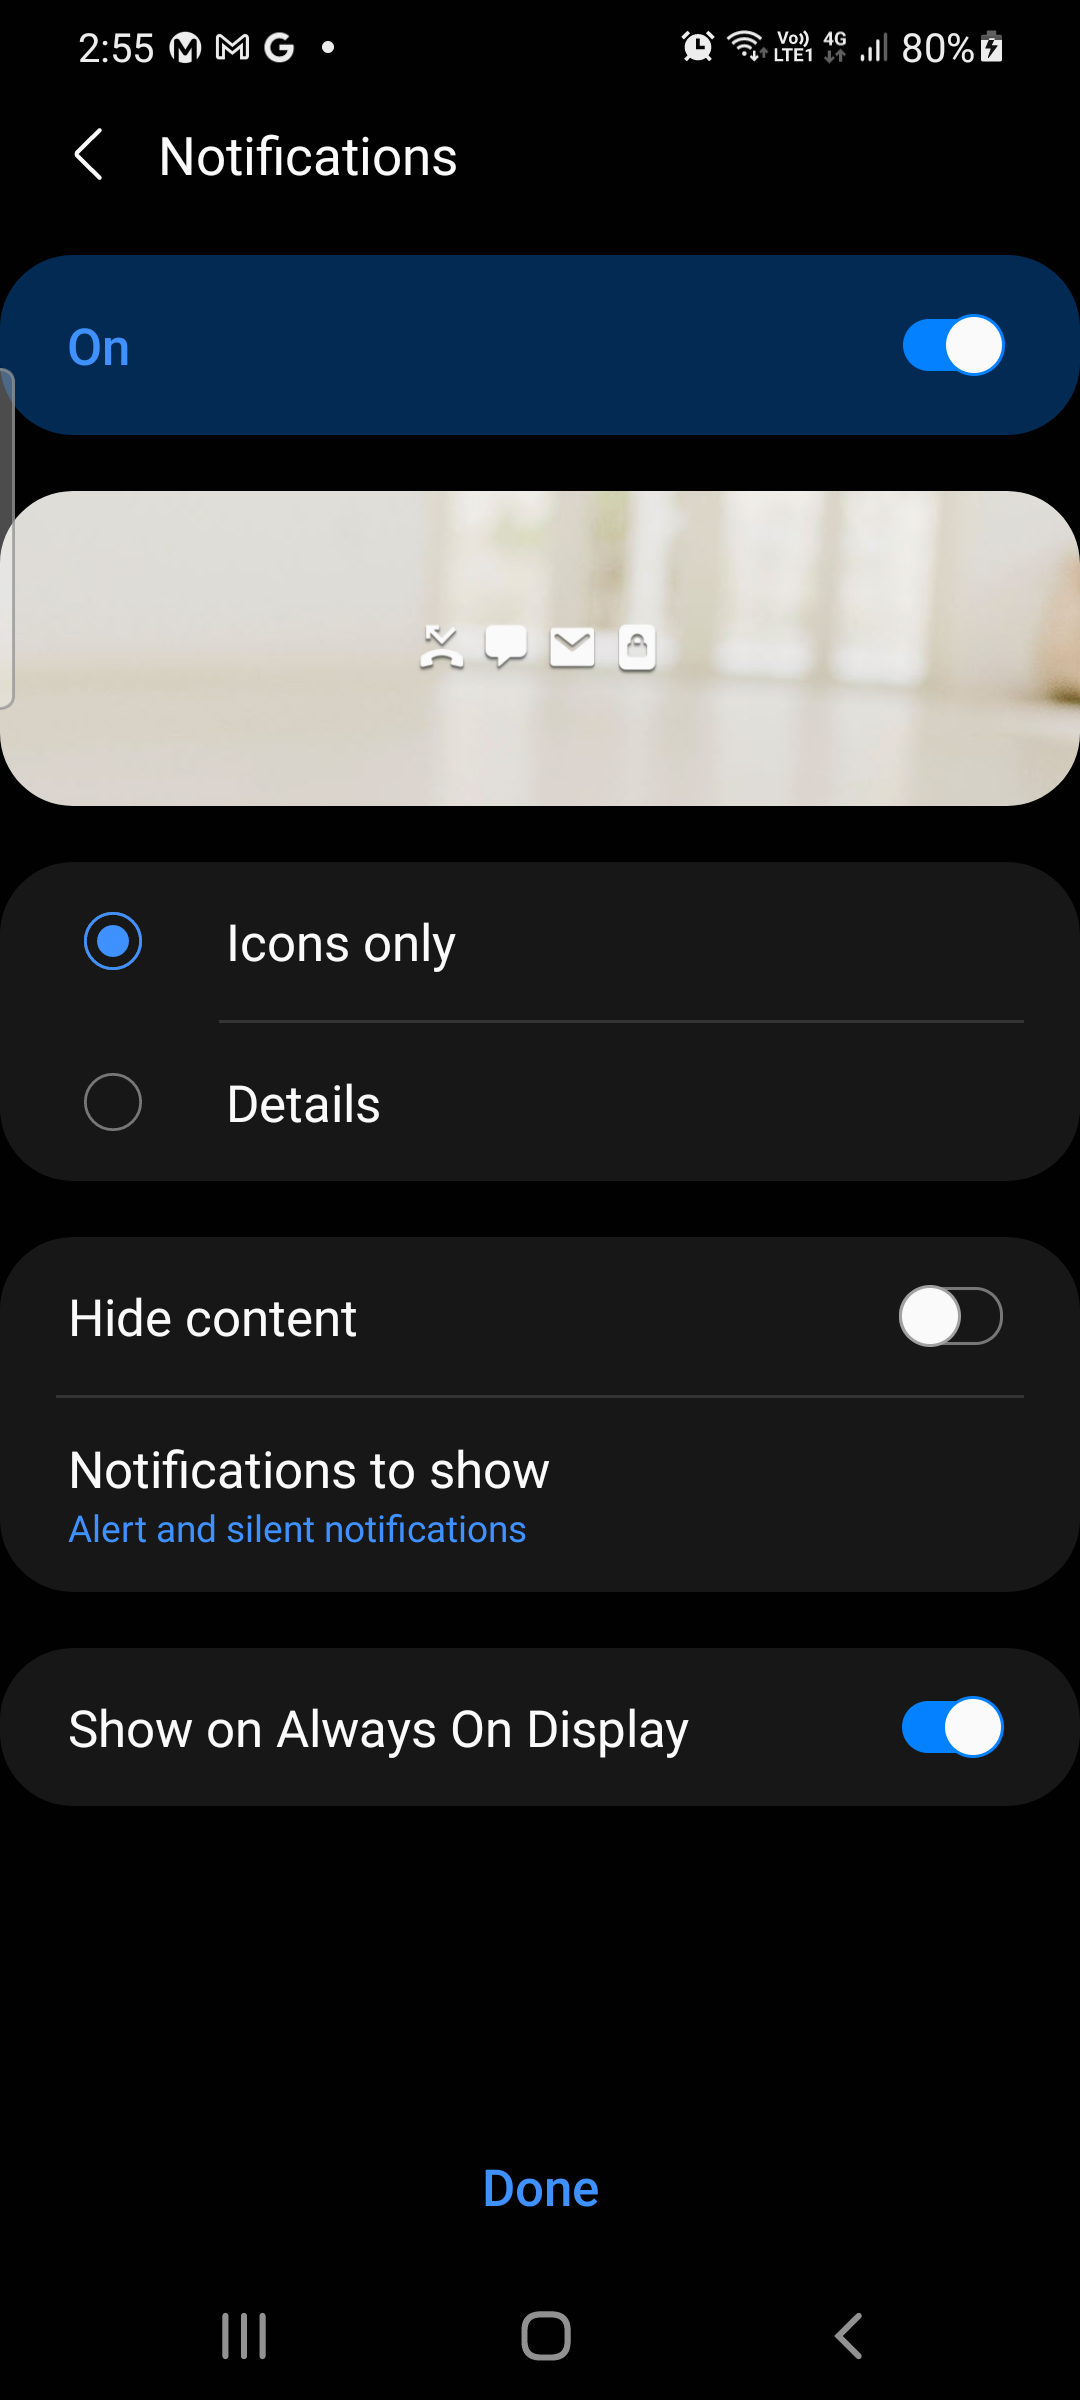 2:55 80%
Vo)) LTE1 4G
Notifications
On
Icons only
Details
Hide content
Notifications to show
Alert and silent notifications
Show on Always On Display
Done